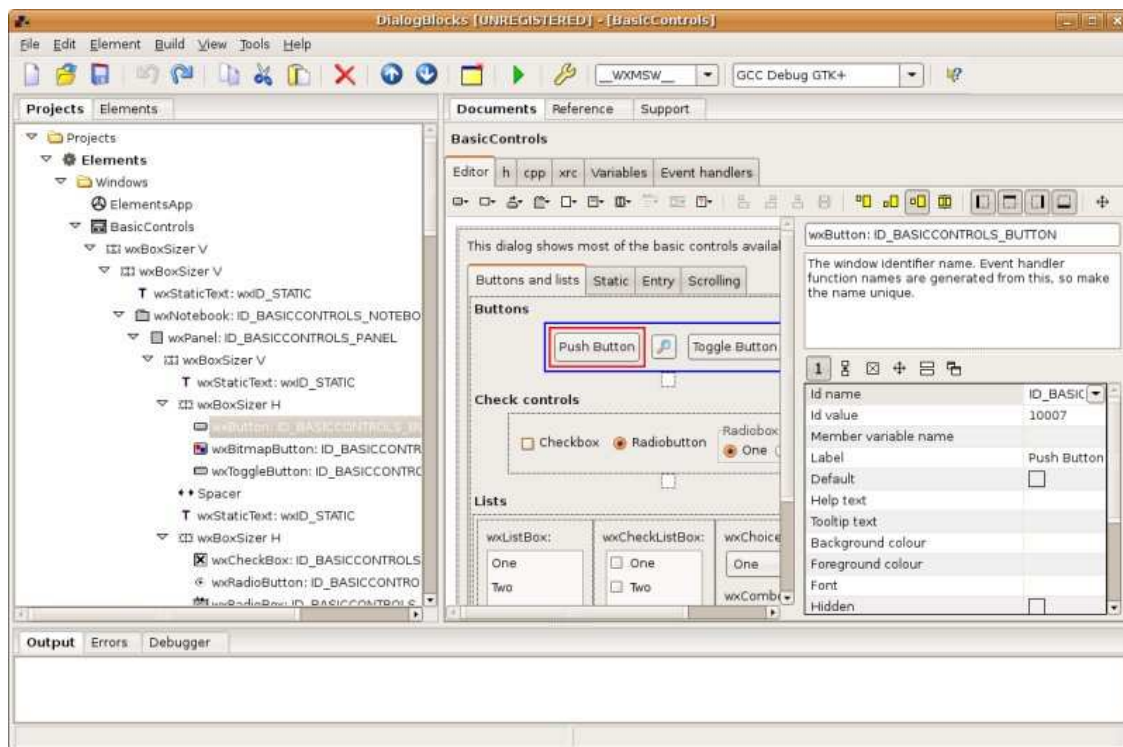 DialogBlocks [UNREGISTERED] - [BasicControls]
File Edit Element Build View Tools Help
__WXMSW__ GCC Debug GTK+
Projects Elements
Projects
Elements
Windows
ElementsApp
BasicControls
wxBoxSizer V
wxBoxSizer V
T wxStaticText: wxID_STATIC
wxNotebook: ID_BASICCONTROLS_NOTEBO
wxPanel: ID_BASICCONTROLS_PANEL
wxBoxSizer V
T wxStaticText: wxID_STATIC
wxBoxSizer H
wxButton: ID_BASICCONTROLS_BU
wxBitmapButton: ID_BASICCONTR
wxToggleButton: ID_BASICCONTRC
Spacer
T wxStaticText: wxID_STATIC
wxBoxSizer H
wxCheckBox: ID_BASICCONTROLS
wxRadioButton: ID_BASICCONTRO
wxRadioBox: ID_BASICCONTROLS
Documents Reference Support
BasicControls
Editor h cpp xrc Variables Event handlers
This dialog shows most of the basic controls availal
Buttons and lists Static Entry Scrolling
Buttons
Push Button Toggle Button
Check controls
Checkbox Radiobutton
Radiobox
One
Lists
wxListBox: wxCheckListBox: wxChoice
One One One
Two Two
wxComb
wxButton: ID_BASICCONTROLS_BUTTON
The window identifier name. Event handler
function names are generated from this, so make
the name unique.
1
Id name ID_BASIC
Id value 10007
Member variable name
Label Push Button
Default
Help text
Tooltip text
Background colour
Foreground colour
Font
Hidden
Output Errors Debugger